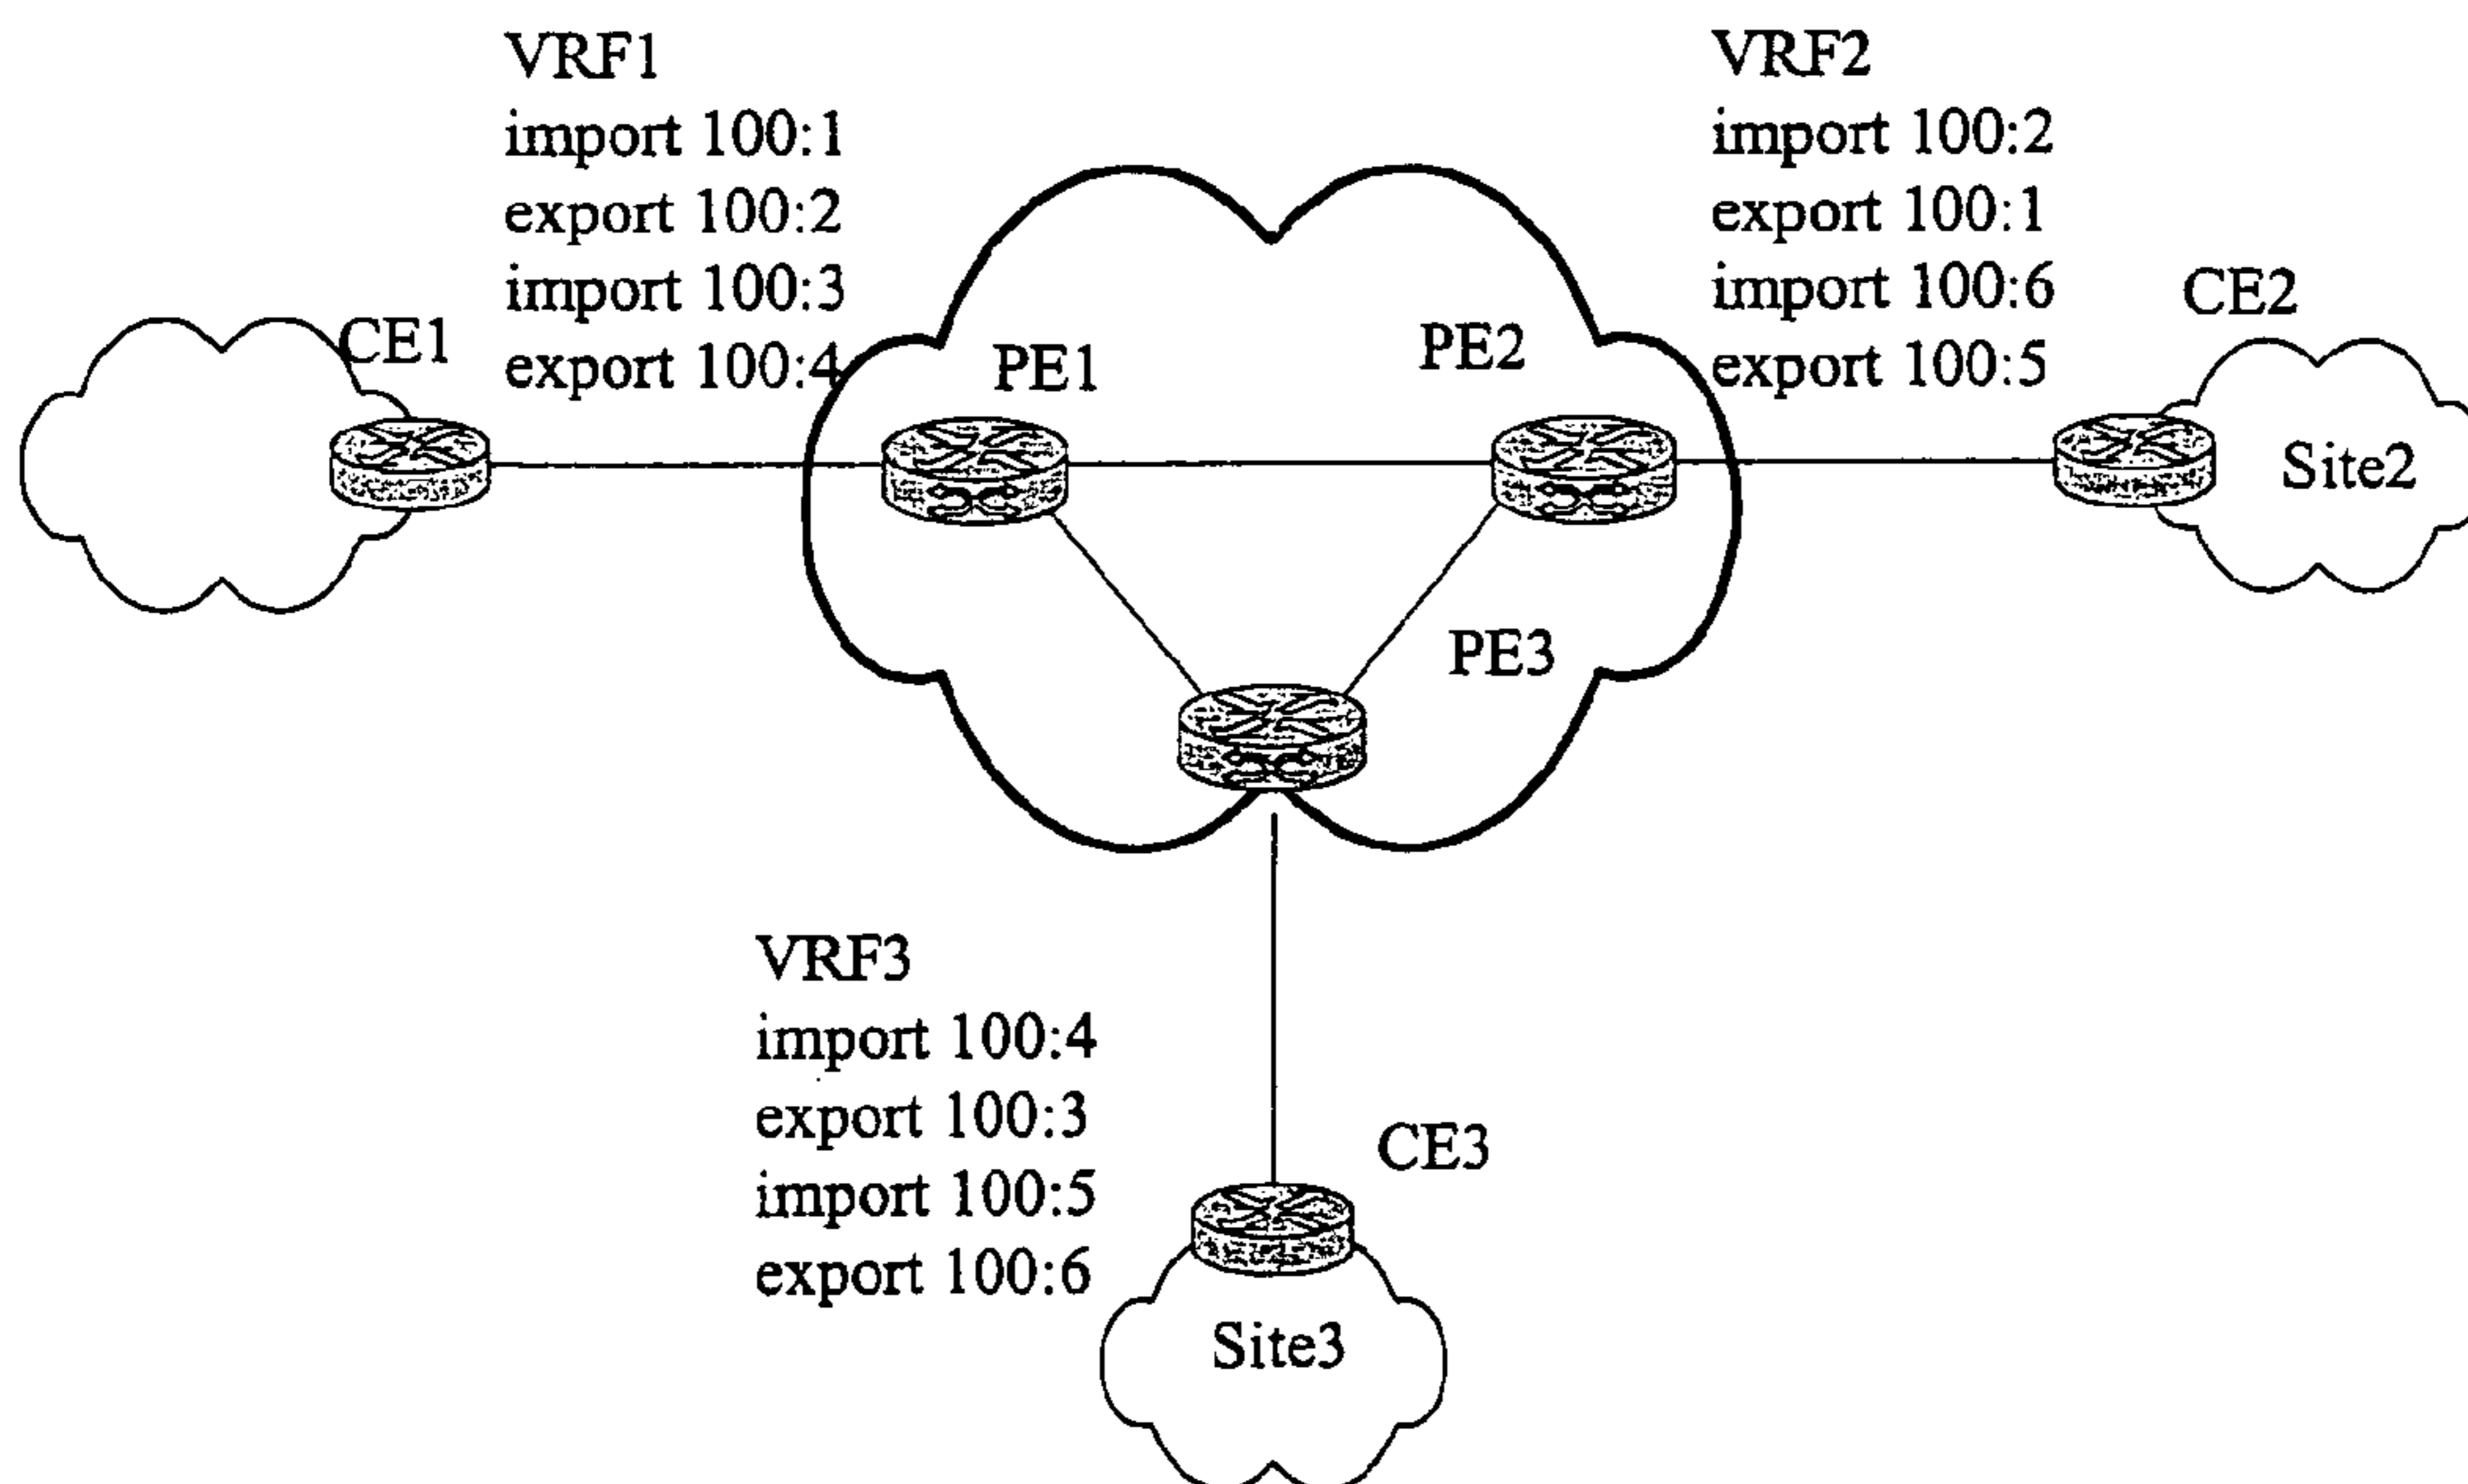 VRF1
import 100:1
export 100:2
import 100:3
export 100:4
VRF2
import 100:2
export 100:1
import 100:6
export 100:5
CE1
PE1
PE2
CE2
Site2
PE3
VRF3
import 100:4
export 100:3
import 100:5
export 100:6
CE3
Site3